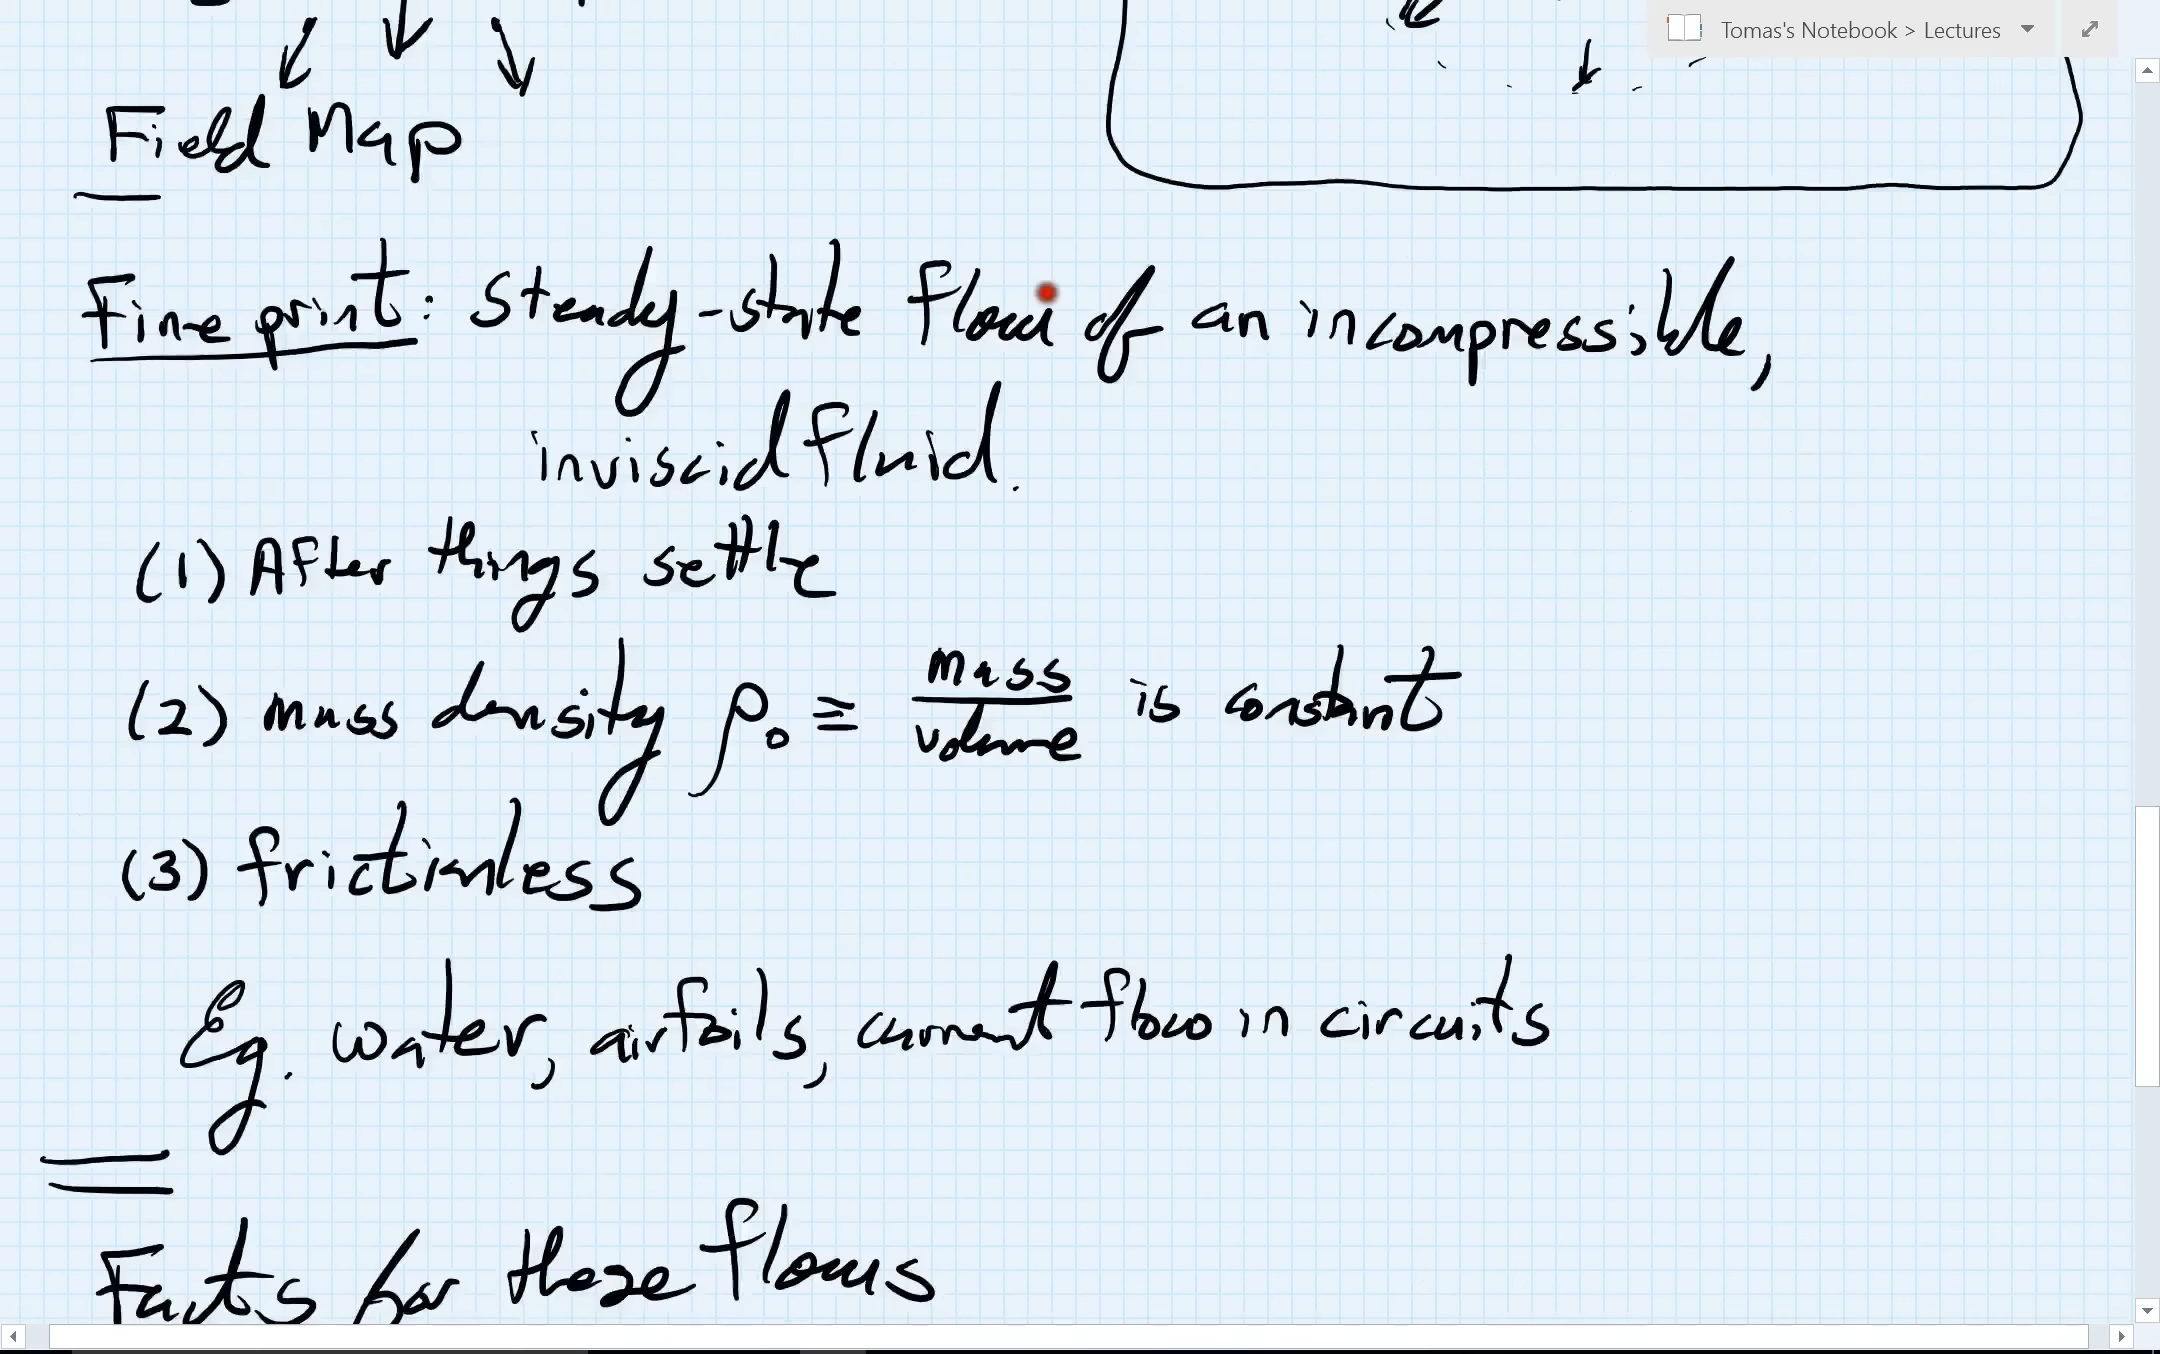 Tomas's Notebook > Lectures
Field Map
Fine print: Steady-state flow of an incompressible,
inviscid fluid.
(1) After things settle
(2) mass density ρ₀ ≡ mass/volume is constant
(3) frictionless
Eg. water, airfoils, current flow in circuits
Facts for these flows